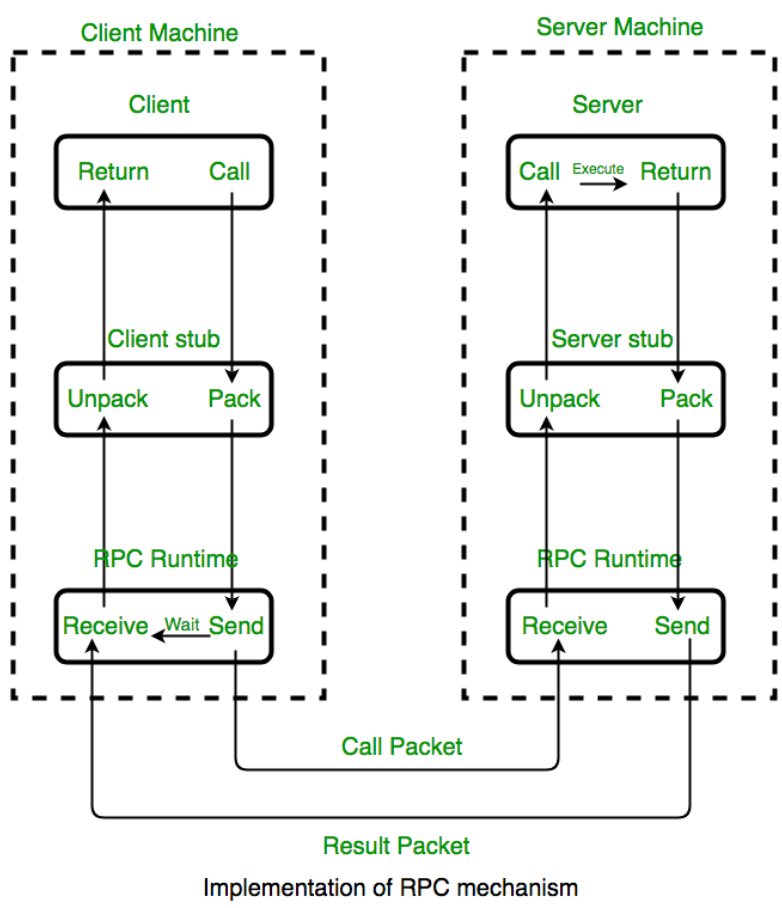 Client Machine
Server Machine
Client
Server
Return Call
Call Execute Return
Client stub
Server stub
Unpack Pack
Unpack Pack
RPC Runtime
RPC Runtime
Receive Wait Send
Receive Send
Call Packet
Result Packet
Implementation of RPC mechanism